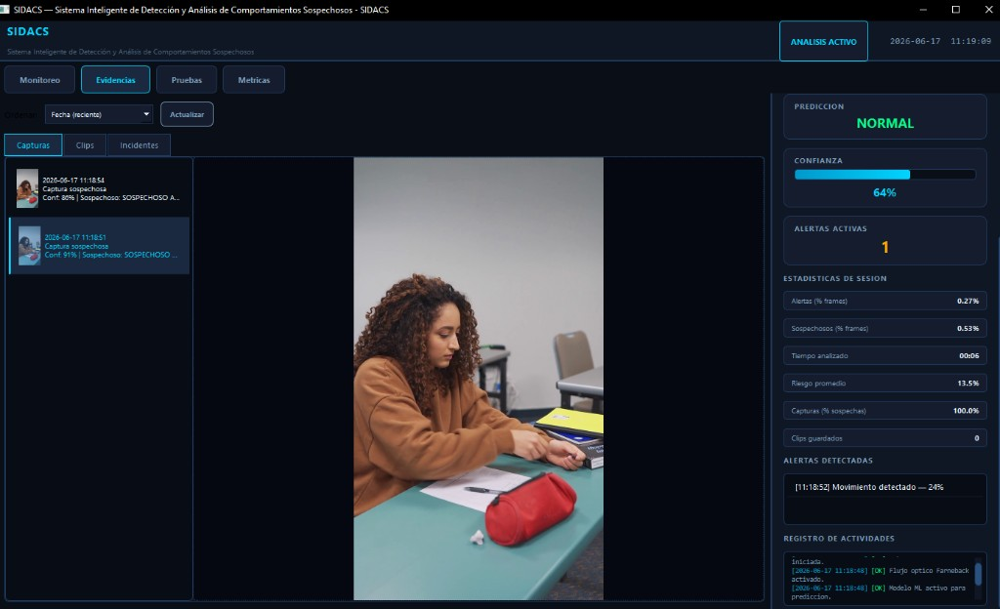 SIDACS — Sistema Inteligente de Detección y Análisis de Comportamientos Sospechosos - SIDACS
SIDACS
Sistema Inteligente de Detección y Análisis de Comportamientos Sospechosos
ANALISIS ACTIVO
2026-06-17 11:19:09
Monitoreo
Evidencias
Pruebas
Metricas
Fecha (reciente)
Actualizar
Capturas
Clips
Incidentes
2026-06-17 11:18:54
Captura sospechosa
Conf: 86% | Sospechoso: SOSPECHOSO A...
2026-06-17 11:18:51
Captura sospechosa
Conf: 91% | Sospechoso: SOSPECHOSO ...
PREDICCION
NORMAL
CONFIANZA
64%
ALERTAS ACTIVAS
1
ESTADISTICAS DE SESION
Alertas (% frames) 0.27%
Sospechosos (% frames) 0.53%
Tiempo analizado 00:06
Riesgo promedio 13.5%
Capturas (% sospechas) 100.0%
Clips guardados 0
ALERTAS DETECTADAS
[11:18:52] Movimiento detectado — 24%
REGISTRO DE ACTIVIDADES
iniciada.
[2026-06-17 11:18:48] [OK] Flujo optico Farneback
activado.
[2026-06-17 11:18:48] [OK] Modelo ML activo para
prediccion.